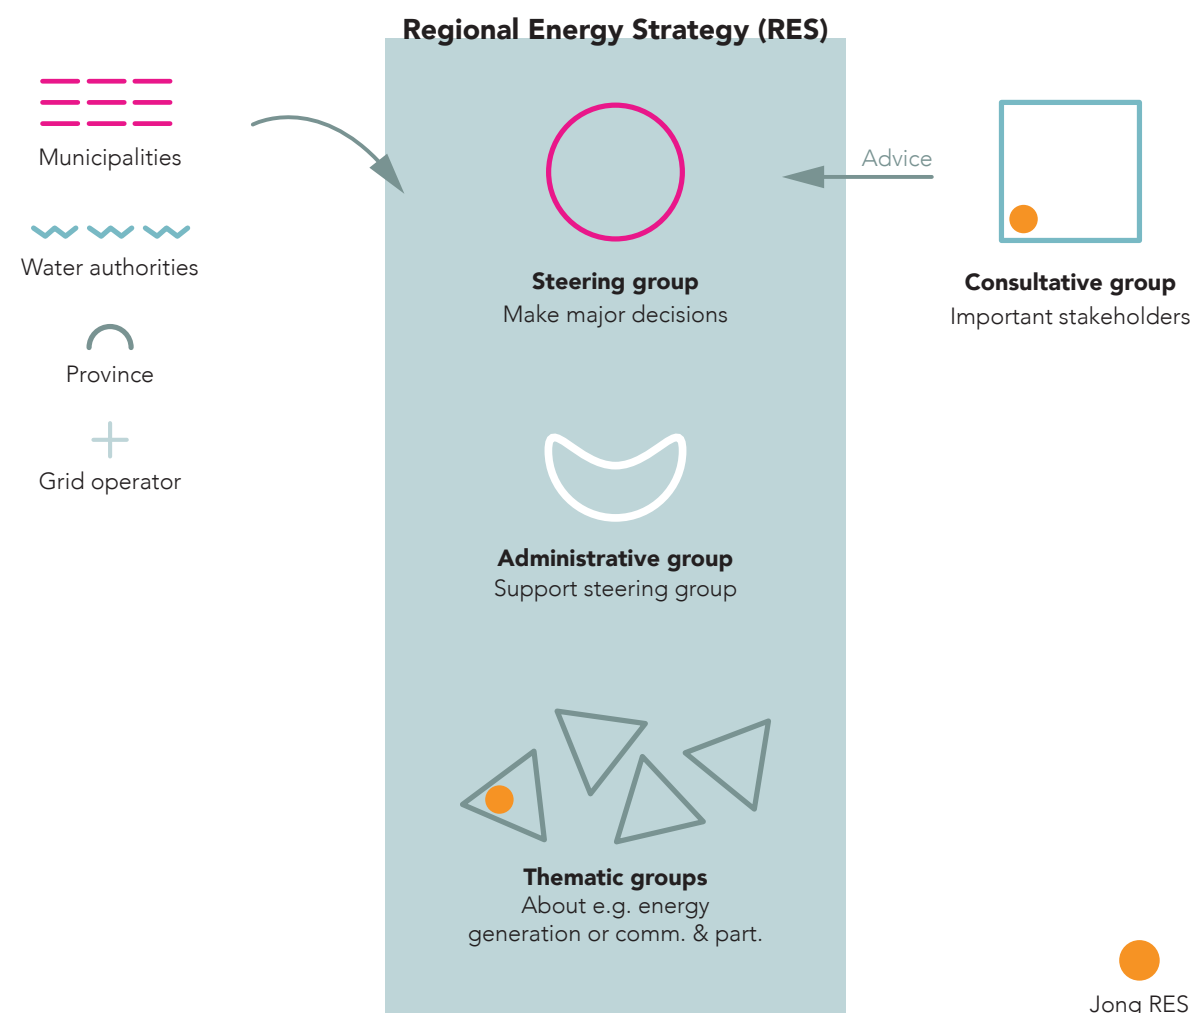 Regional Energy Strategy (RES)
Municipalities
Water authorities
Province
Grid operator
Steering group
Make major decisions
Administrative group
Support steering group
Thematic groups
About e.g. energy
generation or comm. & part.
Advice
Consultative group
Important stakeholders
Jong RES